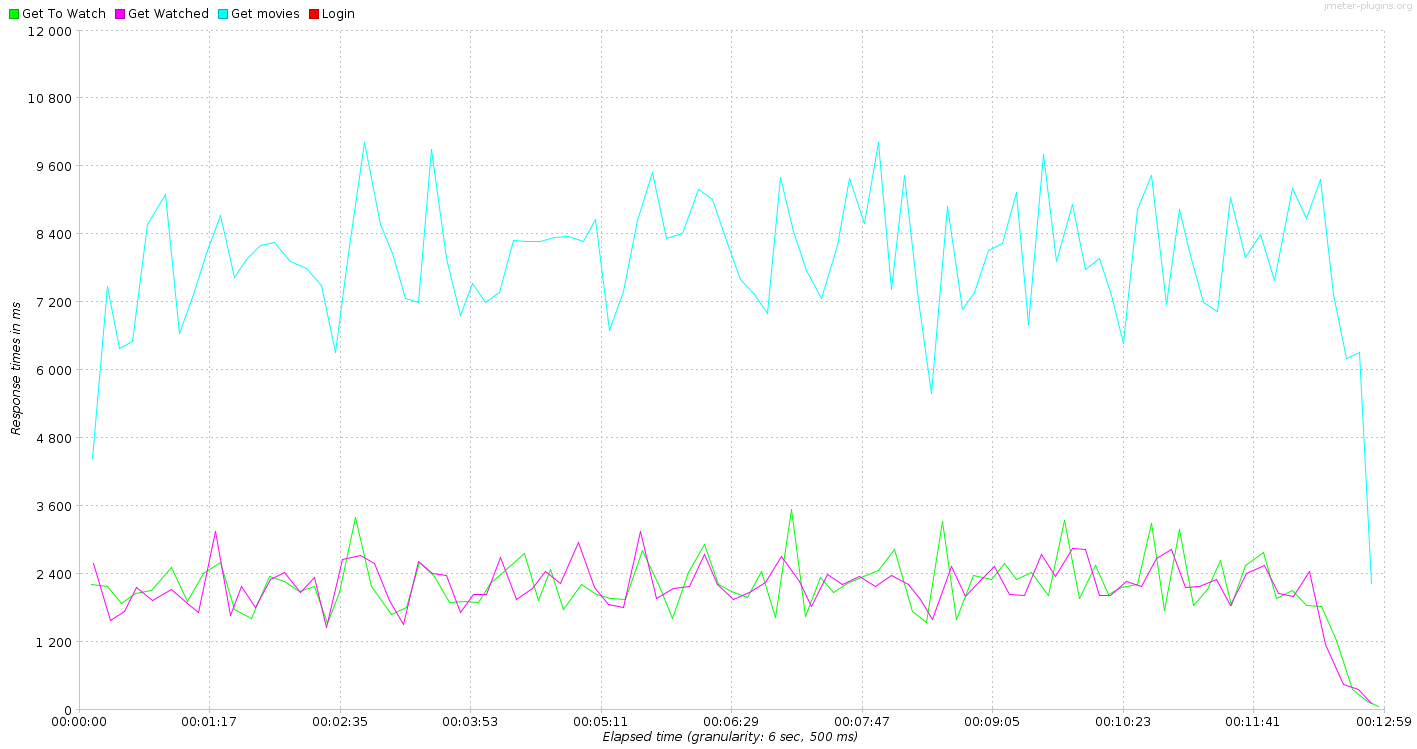 Get To Watch Get Watched Get movies Login
jmeter-plugins.org
12 000
10 800
9 600
8 400
7 200
6 000
4 800
3 600
2 400
1 200
0
Response times in ms
00:00:00 00:01:17 00:02:35 00:03:53 00:05:11 00:06:29 00:07:47 00:09:05 00:10:23 00:11:41 00:12:59
Elapsed time (granularity: 6 sec, 500 ms)